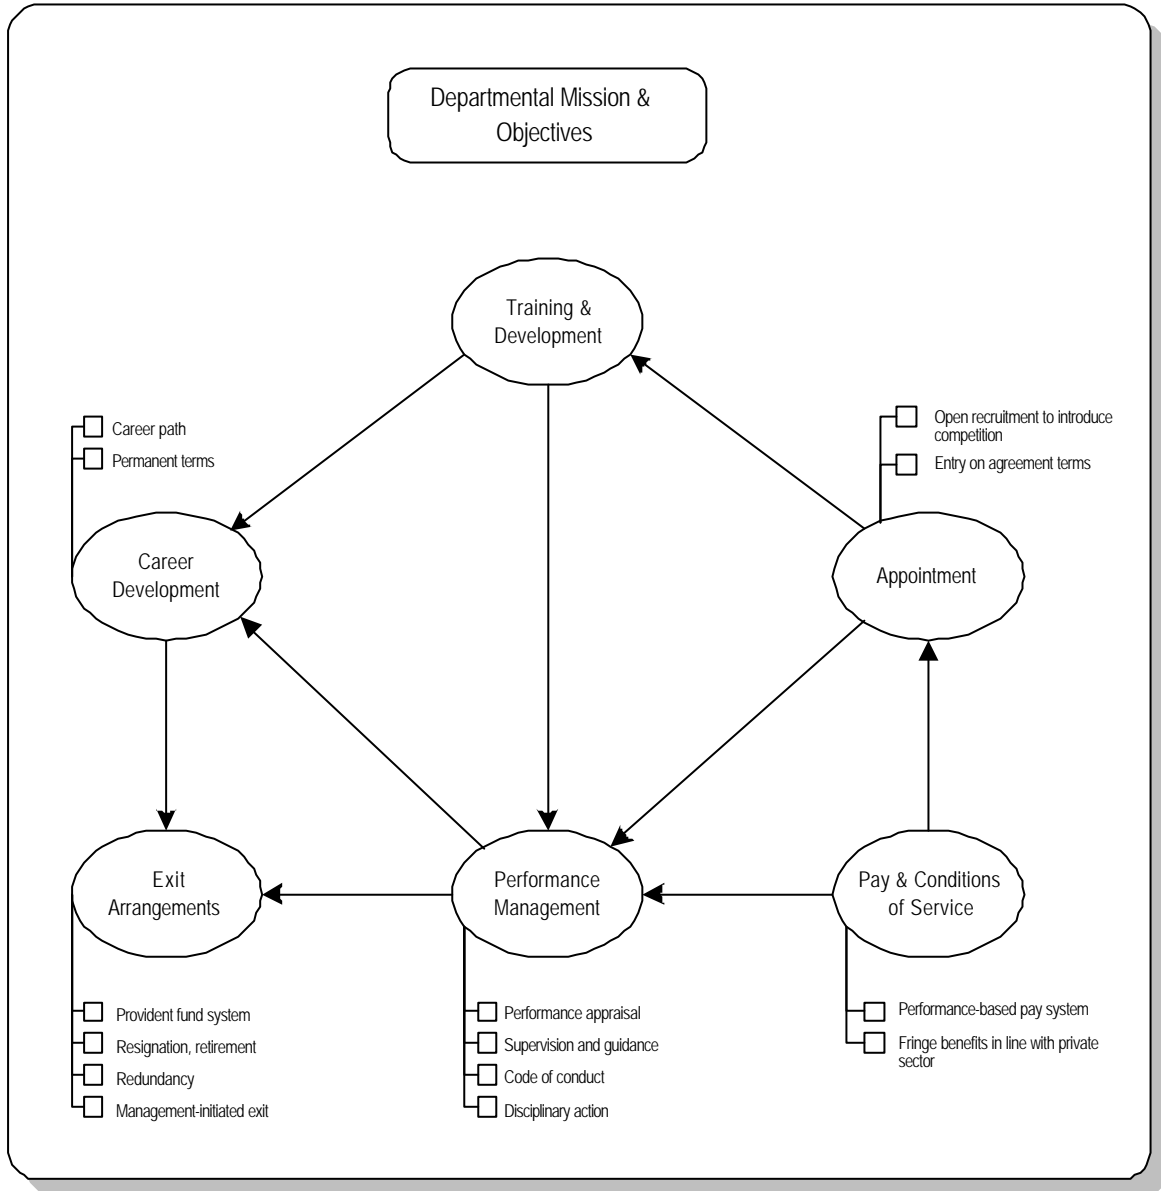 Departmental Mission &
Objectives
Training &
Development
Career path
Permanent terms
Open recruitment to introduce
competition
Entry on agreement terms
Career
Development
Appointment
Exit
Arrangements
Performance
Management
Pay & Conditions
of Service
Provident fund system
Resignation, retirement
Redundancy
Management-initiated exit
Performance appraisal
Supervision and guidance
Code of conduct
Disciplinary action
Performance-based pay system
Fringe benefits in line with private
sector